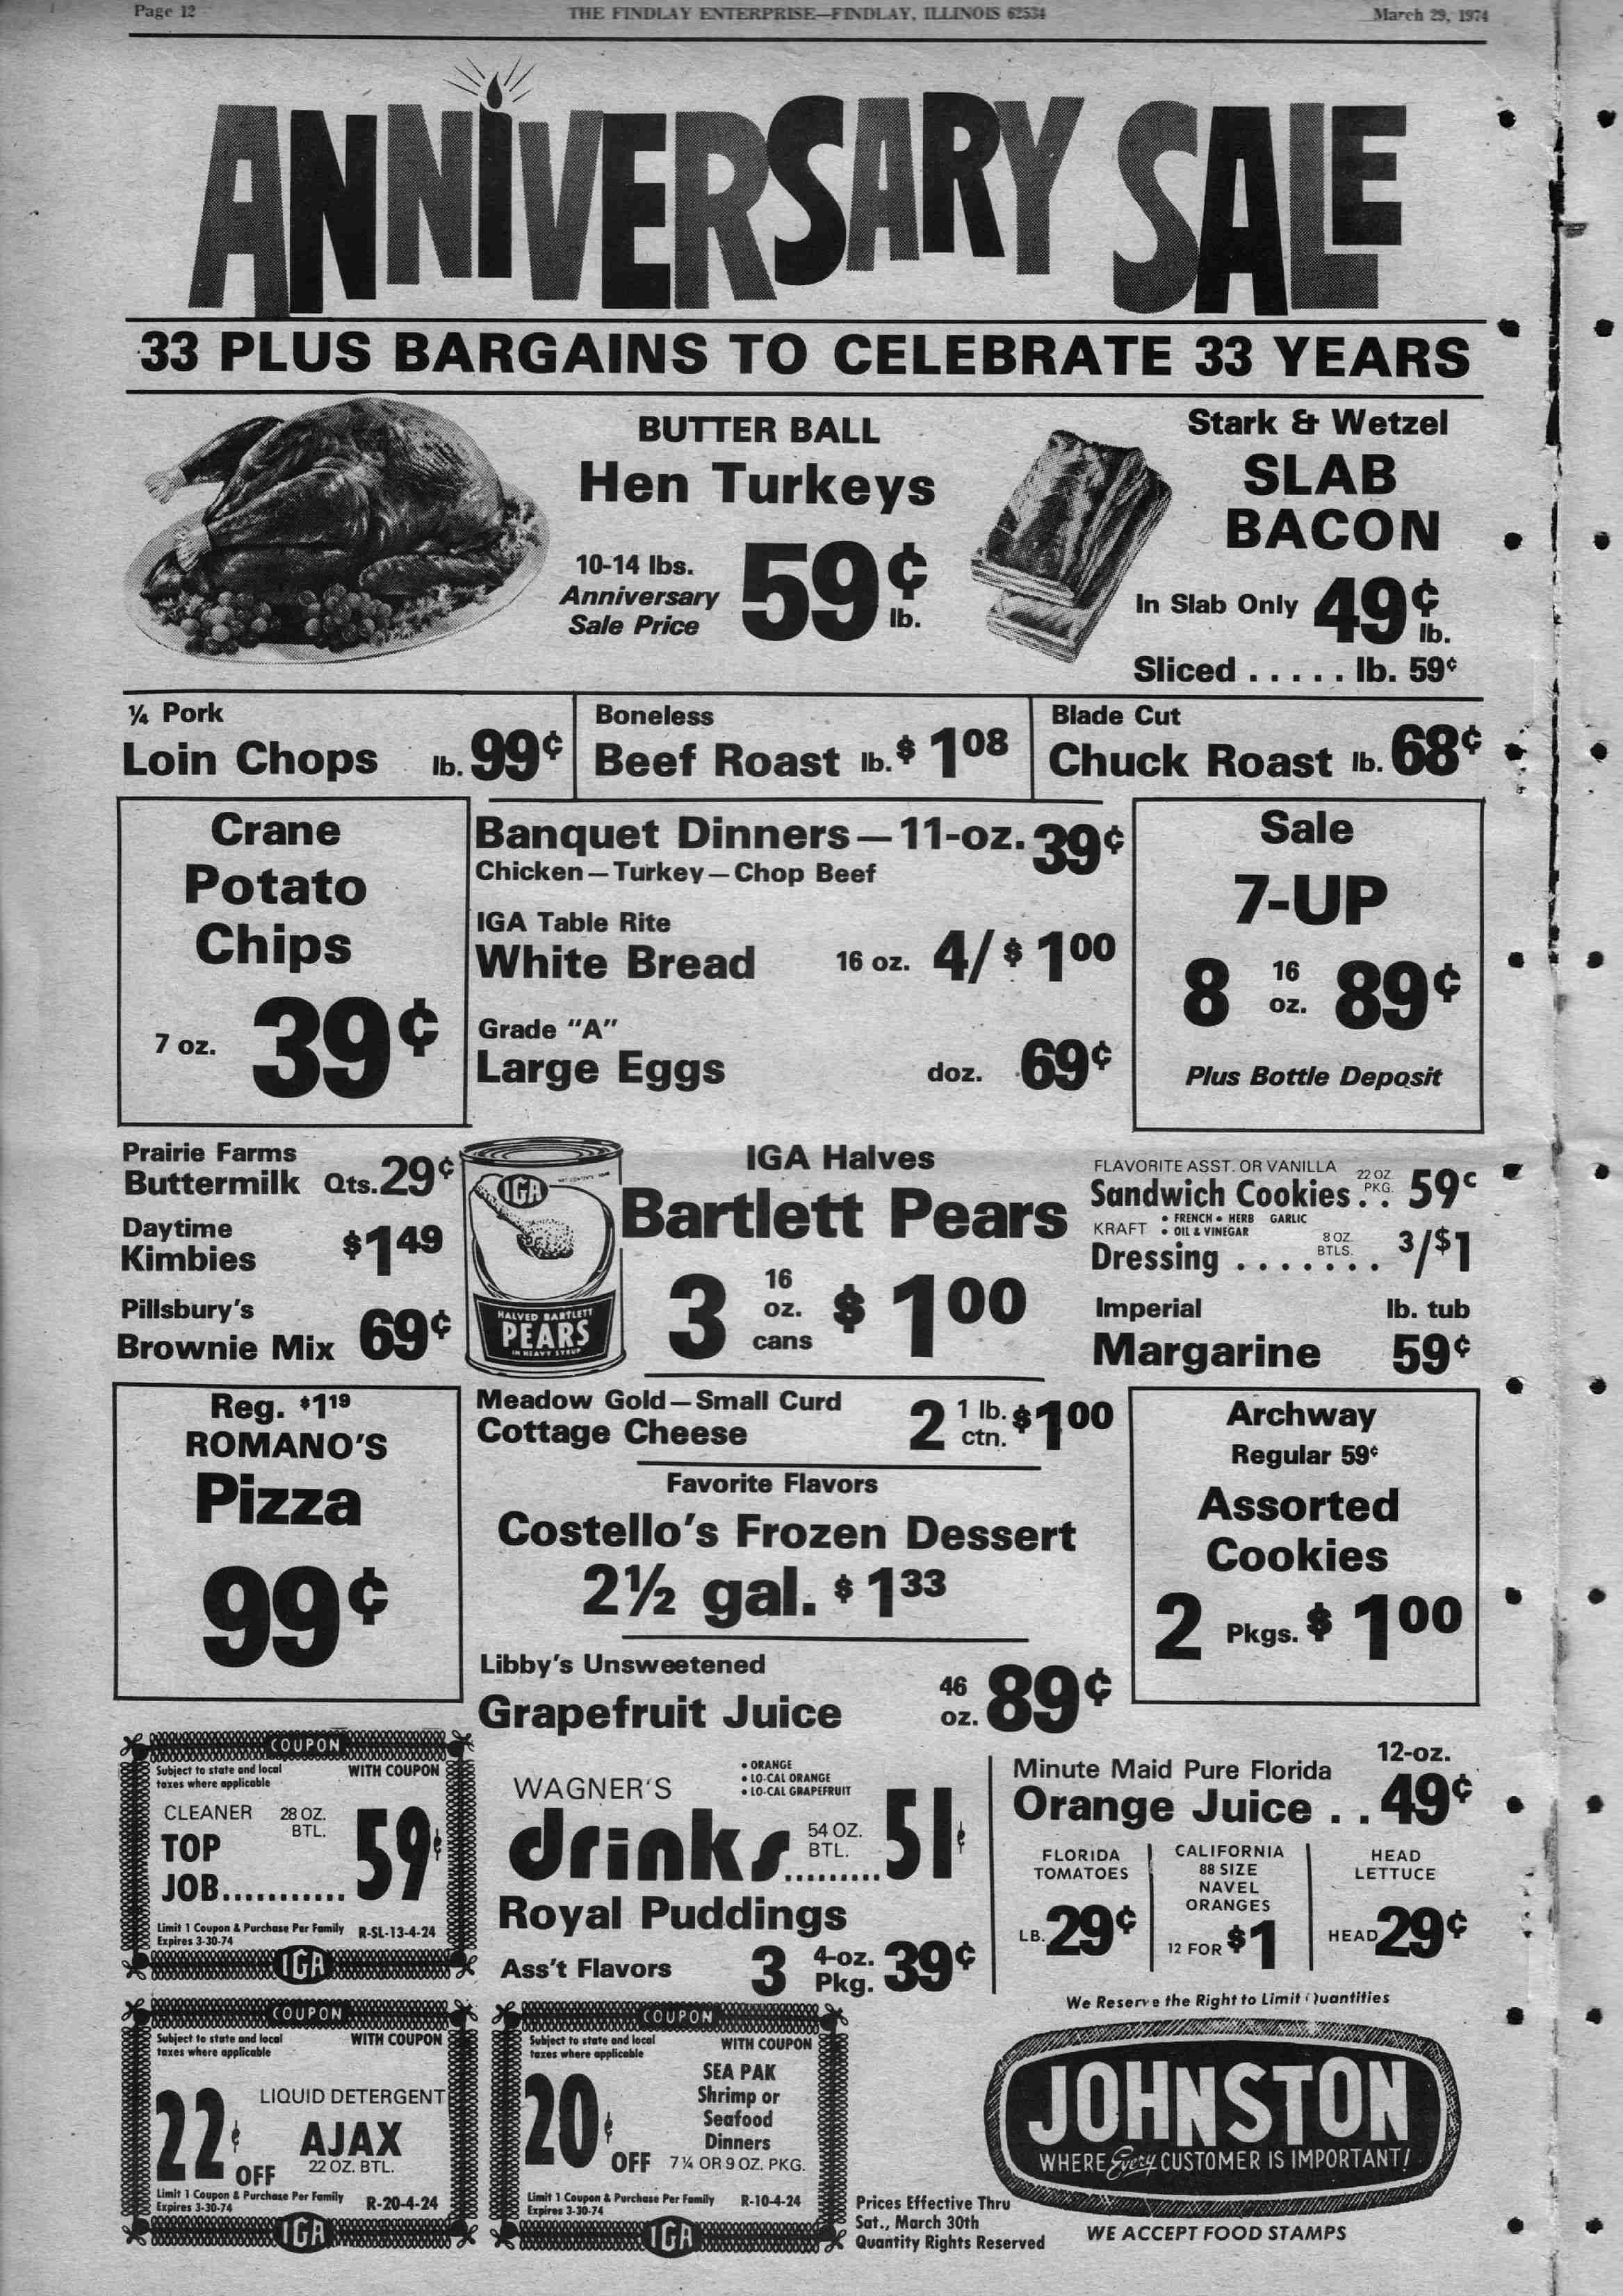 Page 12
THE FINDLAY ENTERPRISE—FINDLAY, ILLINOIS 62534
March 29, 1974
ANNIVERSARY SALE
33 PLUS BARGAINS TO CELEBRATE 33 YEARS
BUTTER BALL
Hen Turkeys
10-14 lbs.
Anniversary
Sale Price
59¢ lb.
Stark & Wetzel
SLAB
BACON
In Slab Only 49¢ lb.
Sliced ..... lb. 59¢
¼ Pork
Loin Chops lb. 99¢
Boneless
Beef Roast lb. $1 08
Blade Cut
Chuck Roast lb. 68¢
Crane
Potato
Chips
7 oz. 39¢
Banquet Dinners—11-oz. 39¢
Chicken—Turkey—Chop Beef
IGA Table Rite
White Bread 16 oz. 4/$1 00
Grade "A"
Large Eggs doz. 69¢
Sale
7-UP
8 16 oz. 89¢
Plus Bottle Deposit
Prairie Farms
Buttermilk Qts. 29¢
Daytime
Kimbies $1 49
Pillsbury's
Brownie Mix 69¢
IGA
HALVED BARTLETT
PEARS
IN HEAVY SYRUP
IGA Halves
Bartlett Pears
3 16 oz. cans $1 00
FLAVORITE ASST. OR VANILLA
Sandwich Cookies.. 22 OZ. PKG. 59¢
KRAFT • FRENCH • HERB GARLIC
• OIL & VINEGAR
Dressing ....... 8 OZ. BTLS. 3/$1
Imperial lb. tub
Margarine 59¢
Reg. $1 19
ROMANO'S
Pizza
99¢
Meadow Gold—Small Curd
Cottage Cheese 2 1 lb. ctn. $1 00
Favorite Flavors
Costello's Frozen Dessert
2½ gal. $1 33
Libby's Unsweetened
Grapefruit Juice 46 oz. 89¢
Archway
Regular 59¢
Assorted
Cookies
2 Pkgs. $1 00
COUPON
Subject to state and local
taxes where applicable
WITH COUPON
CLEANER 28 OZ. BTL.
TOP
JOB........... 59¢
Limit 1 Coupon & Purchase Per Family
Expires 3-30-74
R-SL-13-4-24
IGA
WAGNER'S
• ORANGE
• LO-CAL ORANGE
• LO-CAL GRAPEFRUIT
drinks......... 54 OZ. BTL. 51¢
Royal Puddings
Ass't Flavors 3 4-oz. Pkg. 39¢
Minute Maid Pure Florida 12-oz.
Orange Juice .. 49¢
FLORIDA
TOMATOES
LB. 29¢
CALIFORNIA
88 SIZE
NAVEL
ORANGES
12 FOR $1
HEAD
LETTUCE
HEAD 29¢
We Reserve the Right to Limit Quantities
COUPON
Subject to state and local
taxes where applicable
WITH COUPON
22¢ OFF
LIQUID DETERGENT
AJAX
22 OZ. BTL.
Limit 1 Coupon & Purchase Per Family
Expires 3-30-74
R-20-4-24
IGA
COUPON
Subject to state and local
taxes where applicable
WITH COUPON
20¢ OFF
SEA PAK
Shrimp or
Seafood
Dinners
7¼ OR 9 OZ. PKG.
Limit 1 Coupon & Purchase Per Family
Expires 3-30-74
R-10-4-24
IGA
JOHNSTON
WHERE Every CUSTOMER IS IMPORTANT!
Prices Effective Thru
Sat., March 30th
Quantity Rights Reserved
WE ACCEPT FOOD STAMPS